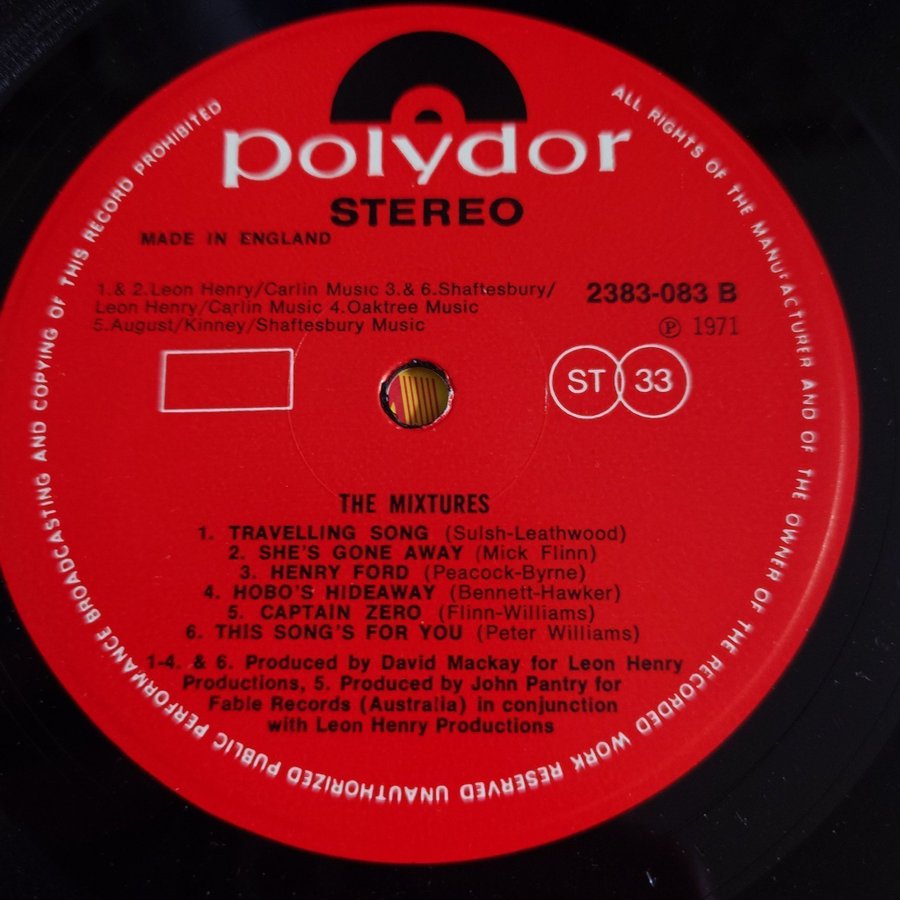 polydor
STEREO
MADE IN ENGLAND
1.& 2.Leon Henry/Carlin Music 3.& 6.Shaftesbury/
Leon Henry/Carlin Music 4.Oaktree Music
5.August/Kinney/Shaftesbury Music
2383-083 B
℗ 1971
ST 33
THE MIXTURES
1. TRAVELLING SONG (Sulsh-Leathwood)
2. SHE'S GONE AWAY (Mick Flinn)
3. HENRY FORD (Peacock-Byrne)
4. HOBO'S HIDEAWAY (Bennett-Hawker)
5. CAPTAIN ZERO (Flinn-Williams)
6. THIS SONG'S FOR YOU (Peter Williams)
1-4. & 6. Produced by David Mackay for Leon Henry
Productions, 5. Produced by John Pantry for
Fable Records (Australia) in conjunction
with Leon Henry Productions
ALL RIGHTS OF THE MANUFACTURER AND OF THE OWNER OF THE RECORDED WORK RESERVED UNAUTHORIZED PUBLIC PERFORMANCE BROADCASTING AND COPYING OF THIS RECORD PROHIBITED